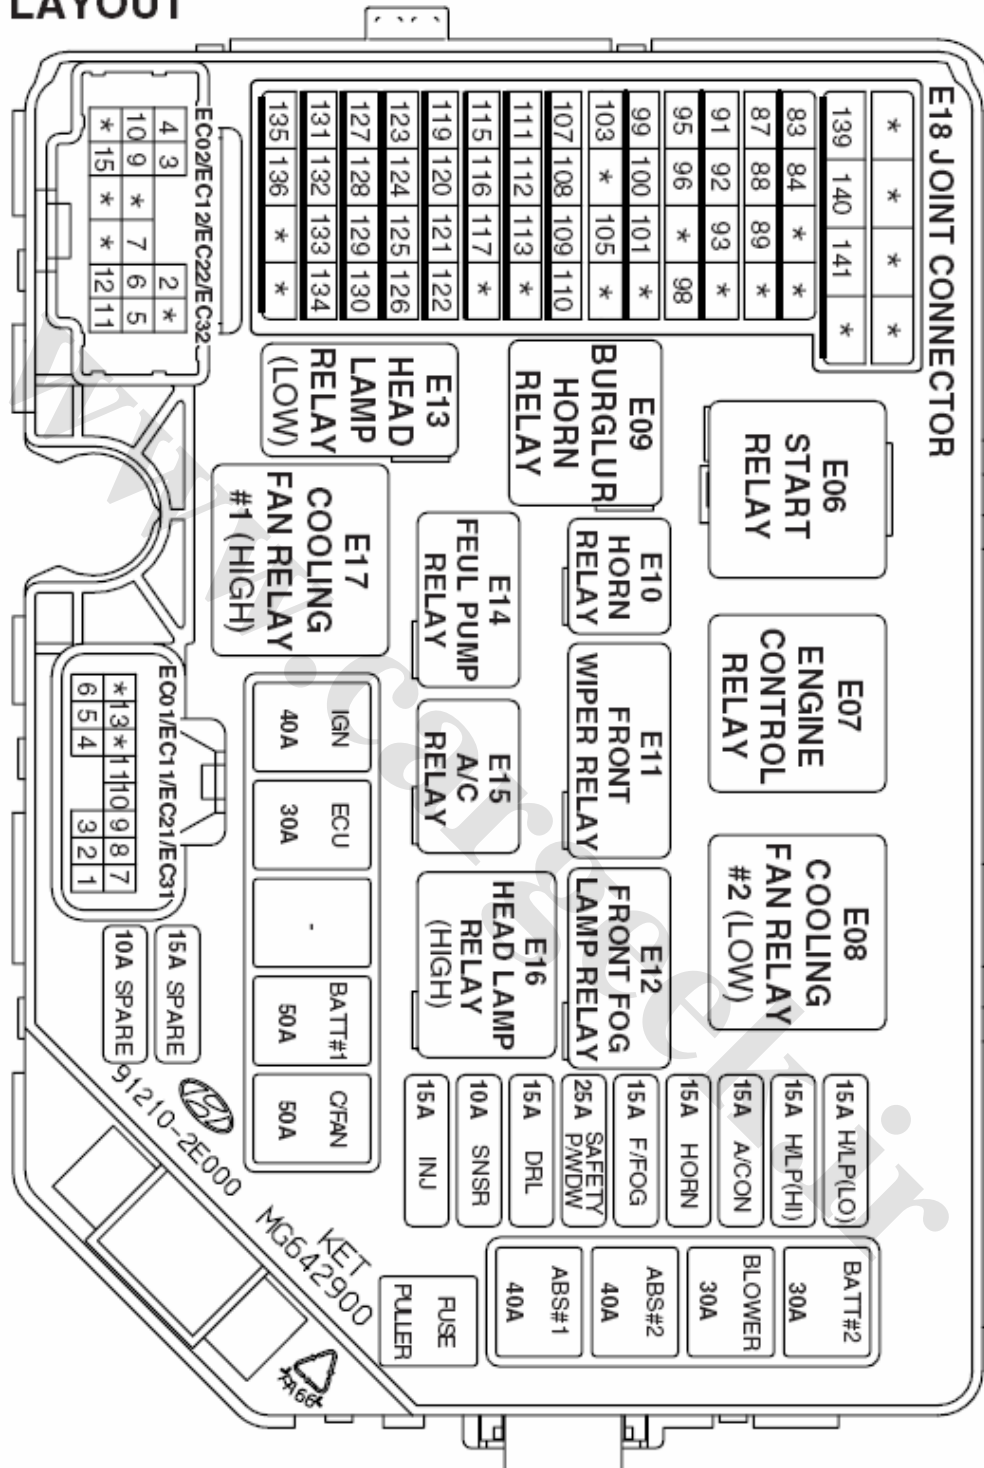 LAYOUT
E18 JOINT CONNECTOR
* * * *
139 140 141 *
83 84 * *
87 88 89 *
91 92 93 *
95 96 * 98
99 100 101 *
103 * 105 *
107 108 109 110
111 112 113 *
115 116 117 *
119 120 121 122
123 124 125 126
127 128 129 130
131 132 133 134
135 136 * *
EC02/EC12/EC22/EC32
4 3 2 *
10 9 * 7 6 5
* 15 * * 12 11
E06
START
RELAY
E07
ENGINE
CONTROL
RELAY
E08
COOLING
FAN RELAY
#2 (LOW)
E09
BURGLUR
HORN
RELAY
E10
HORN
RELAY
E11
FRONT
WIPER RELAY
E12
FRONT FOG
LAMP RELAY
E13
HEAD
LAMP
RELAY
(LOW)
E14
FEUL PUMP
RELAY
E15
A/C
RELAY
E16
HEAD LAMP
RELAY
(HIGH)
E17
COOLING
FAN RELAY
#1 (HIGH)
IGN
40A
ECU
30A
-
BATT#1
50A
C/FAN
50A
EC01/EC11/EC21/EC31
* 13 * 11 10 9 8 7
6 5 4 3 2 1
15A SPARE
10A SPARE
15A H/LP(LO)
15A H/LP(HI)
15A A/CON
15A HORN
15A F/FOG
25A SAFETY
P/WDW
15A DRL
10A SNSR
15A INJ
BATT#2
30A
BLOWER
30A
ABS#2
40A
ABS#1
40A
FUSE
PULLER
91210-2E000
KET
MG642900
www.cargeek.ir